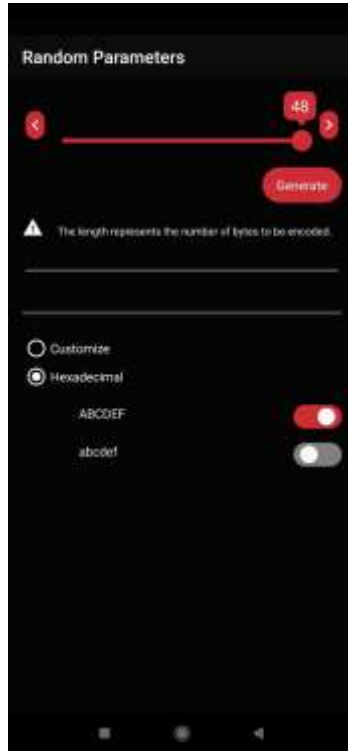 Random Parameters
48
Generate
The length represents the number of bytes to be encoded.
Customize
Hexadecimal
ABCDEF
abcdef